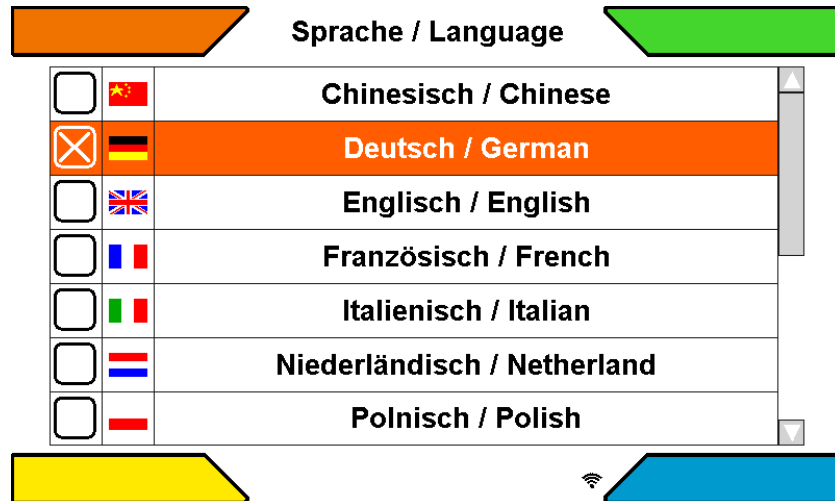 Sprache / Language
Chinesisch / Chinese
Deutsch / German
Englisch / English
Französisch / French
Italienisch / Italian
Niederländisch / Netherland
Polnisch / Polish